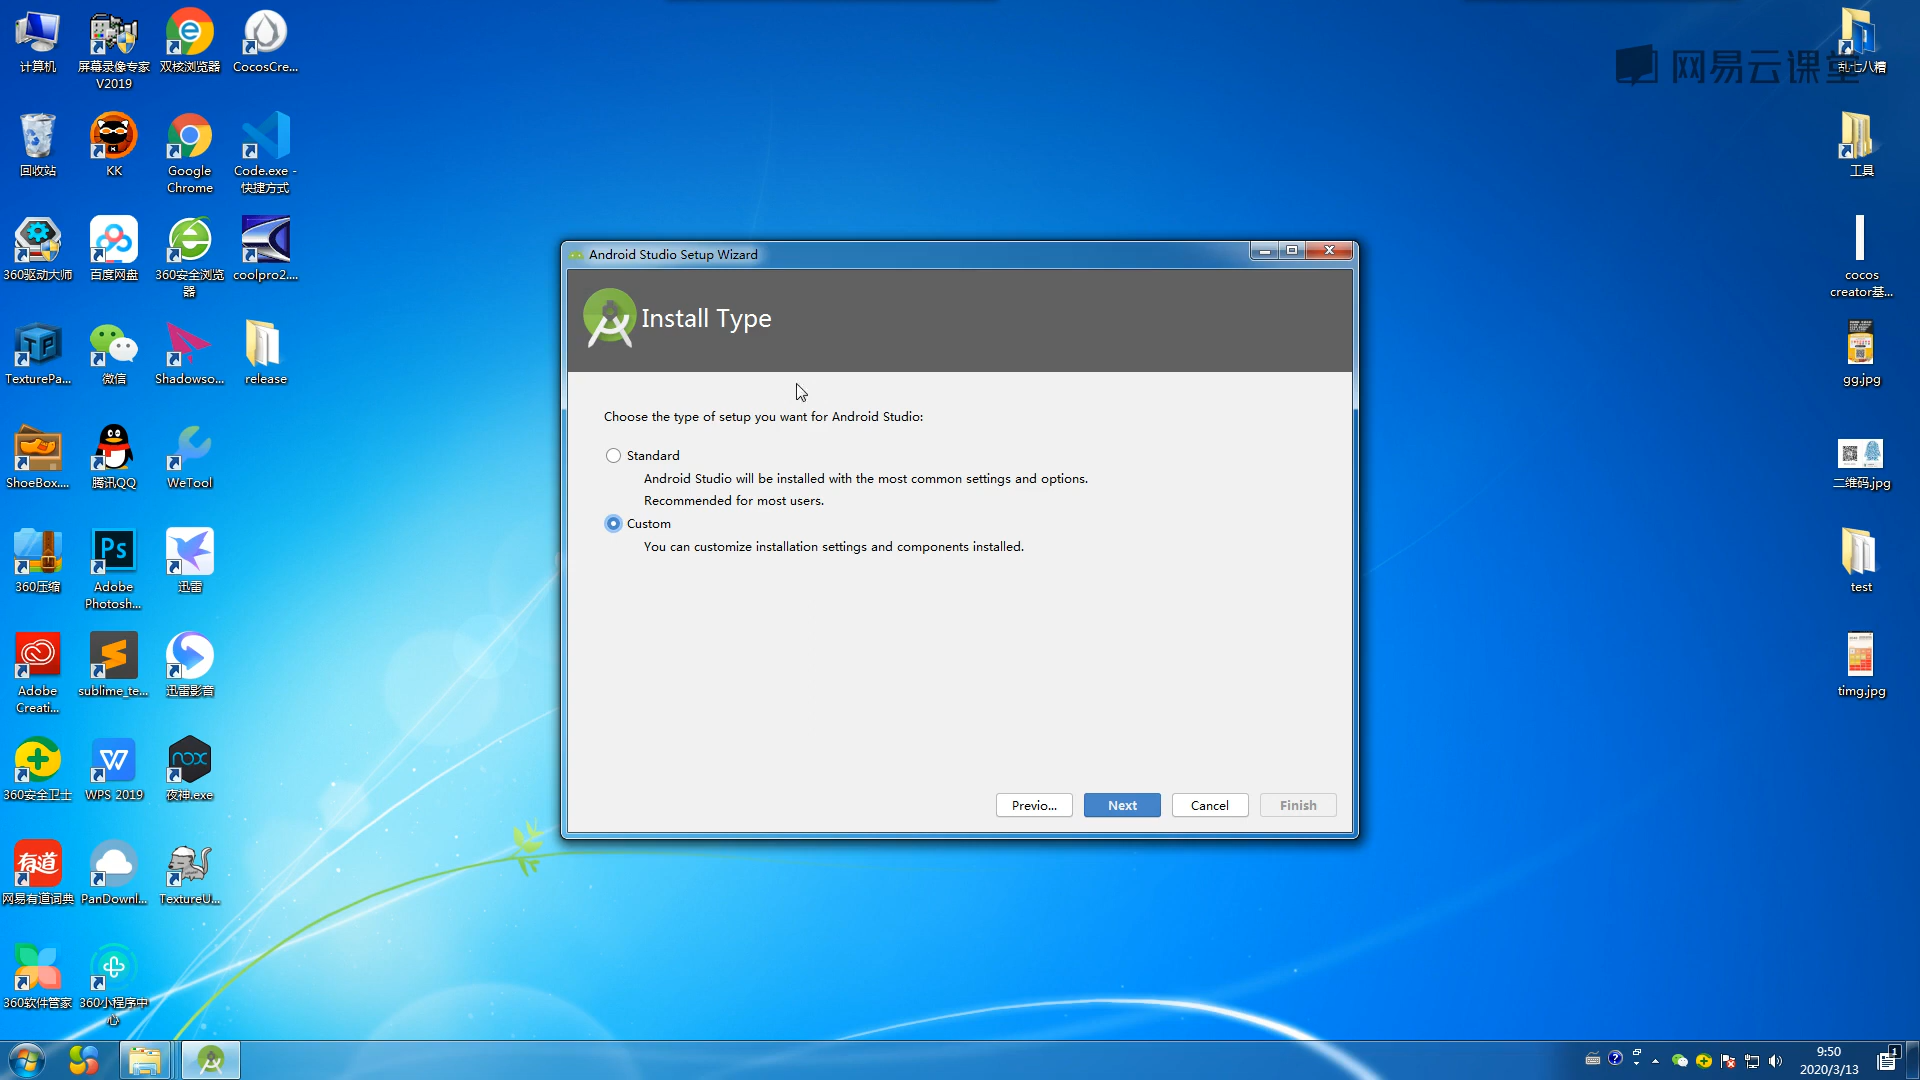 计算机
屏幕录像专家
V2019
双核浏览器
CocosCre...
回收站
KK
Google
Chrome
Code.exe -
快捷方式
360驱动大师
百度网盘
360安全浏览
器
coolpro2....
TexturePa...
微信
Shadowso...
release
ShoeBox....
腾讯QQ
WeTool
360压缩
Ps
Adobe
Photosh...
迅雷
Adobe
Creati...
sublime_te...
迅雷影音
360安全卫士
WPS 2019
nox
夜神.exe
有道
网易有道词典
PanDownl...
TextureU...
360软件管家
360小程序中
心
网易云课堂
乱七八糟
工具
cocos
creator基...
gg.jpg
二维码.jpg
test
timg.jpg
Android Studio Setup Wizard
Install Type
Choose the type of setup you want for Android Studio:
Standard
Android Studio will be installed with the most common settings and options.
Recommended for most users.
Custom
You can customize installation settings and components installed.
Previo...
Next
Cancel
Finish
9:50
2020/3/13
1